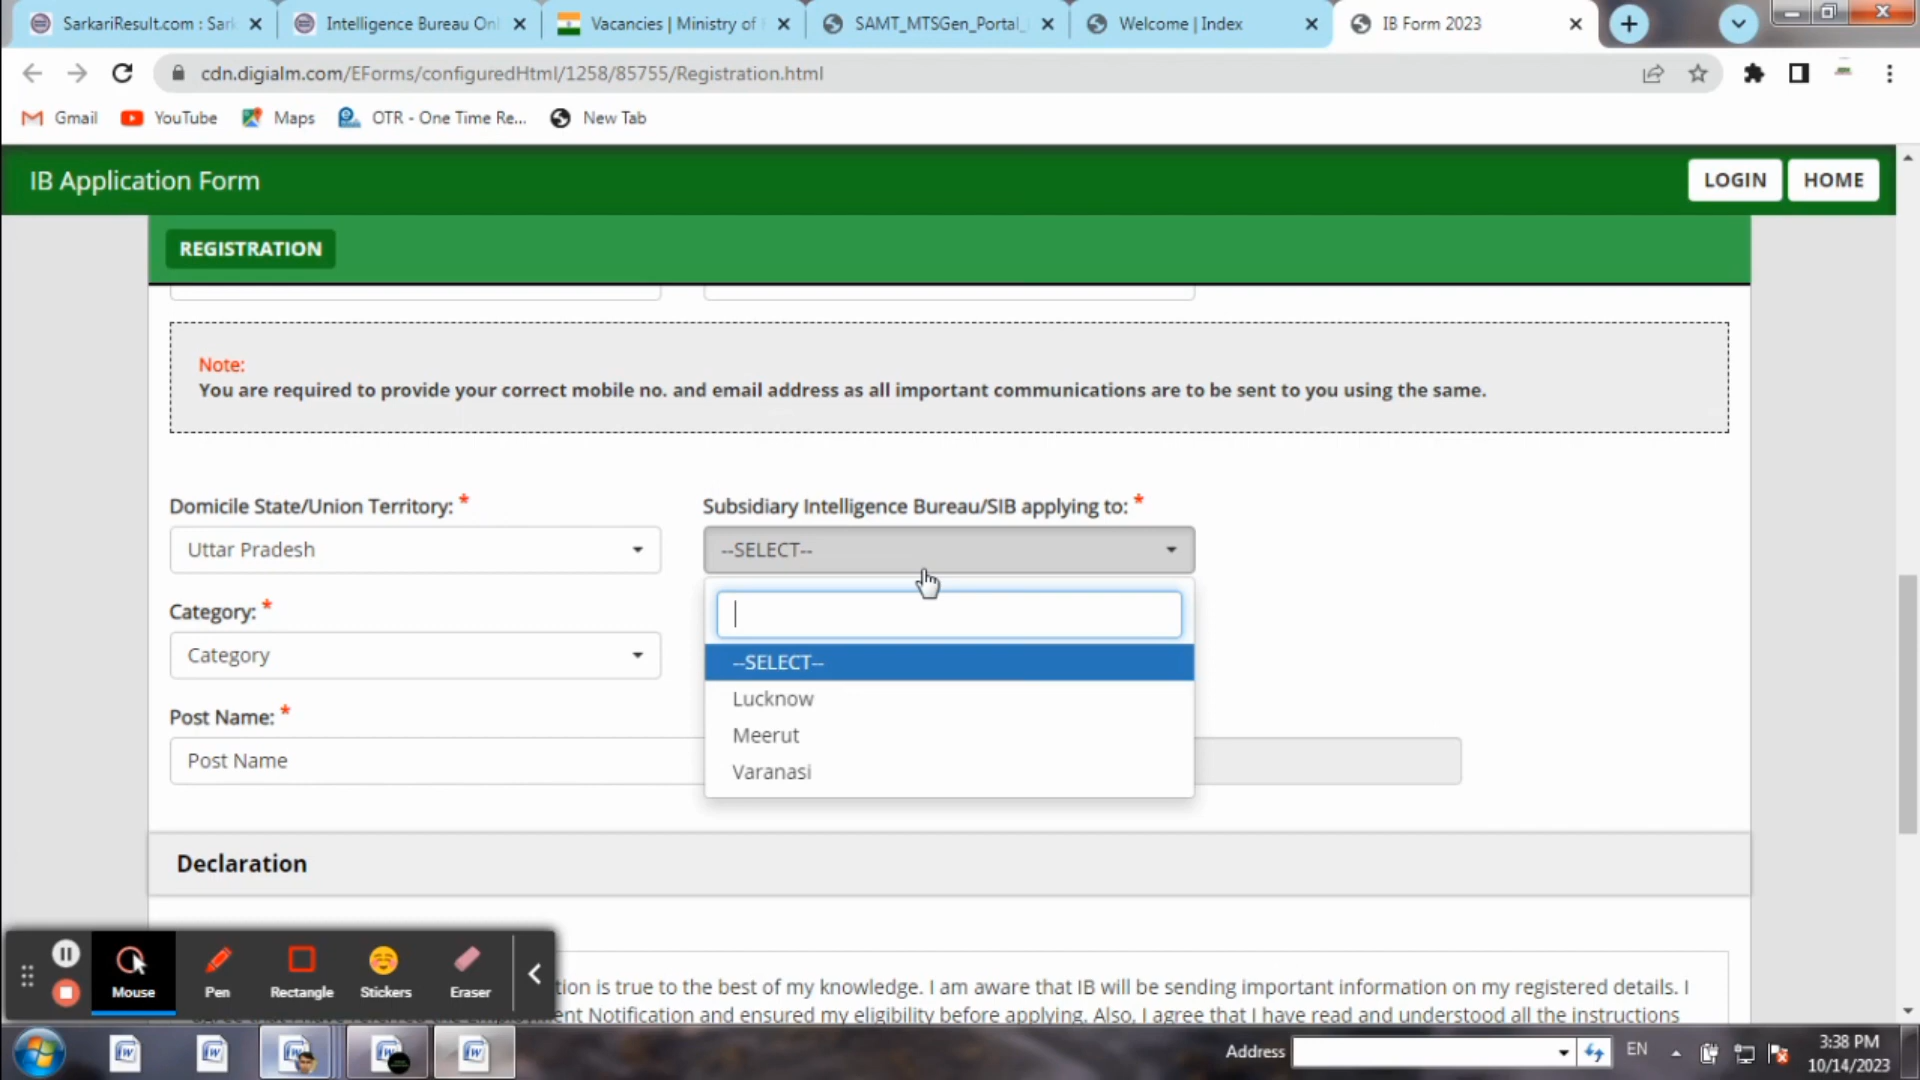 SarkariResult.com : Sark
Intelligence Bureau Onl
Vacancies | Ministry of
SAMT_MTSGen_Portal_
Welcome | Index
IB Form 2023
cdn.digialm.com/EForms/configuredHtml/1258/85755/Registration.html
Gmail
YouTube
Maps
OTR - One Time Re...
New Tab
IB Application Form
LOGIN
HOME
REGISTRATION
Note:
You are required to provide your correct mobile no. and email address as all important communications are to be sent to you using the same.
Domicile State/Union Territory: *
Subsidiary Intelligence Bureau/SIB applying to: *
Uttar Pradesh
--SELECT--
Category: *
Category
--SELECT--
Lucknow
Meerut
Varanasi
Post Name: *
Post Name
Declaration
tion is true to the best of my knowledge. I am aware that IB will be sending important information on my registered details. I
ent Notification and ensured my eligibility before applying. Also, I agree that I have read and understood all the instructions
Mouse
Pen
Rectangle
Stickers
Eraser
Address
EN
3:38 PM
10/14/2023